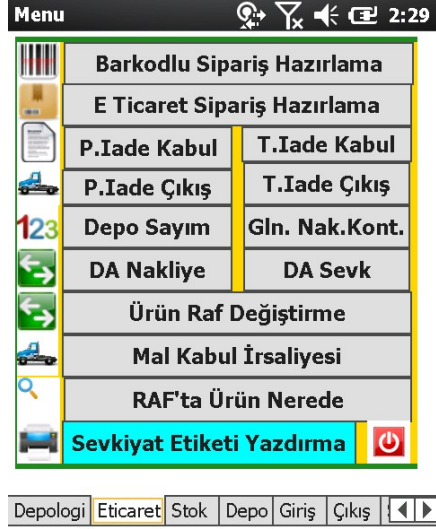 Menu 2:29
Barkodlu Sipariş Hazırlama
E Ticaret Sipariş Hazırlama
P.Iade Kabul T.Iade Kabul
P.Iade Çıkış T.Iade Çıkış
123 Depo Sayım Gln. Nak.Kont.
DA Nakliye DA Sevk
Ürün Raf Değiştirme
Mal Kabul İrsaliyesi
RAF'ta Ürün Nerede
Sevkiyat Etiketi Yazdırma
Depologi Eticaret Stok Depo Giriş Çıkış